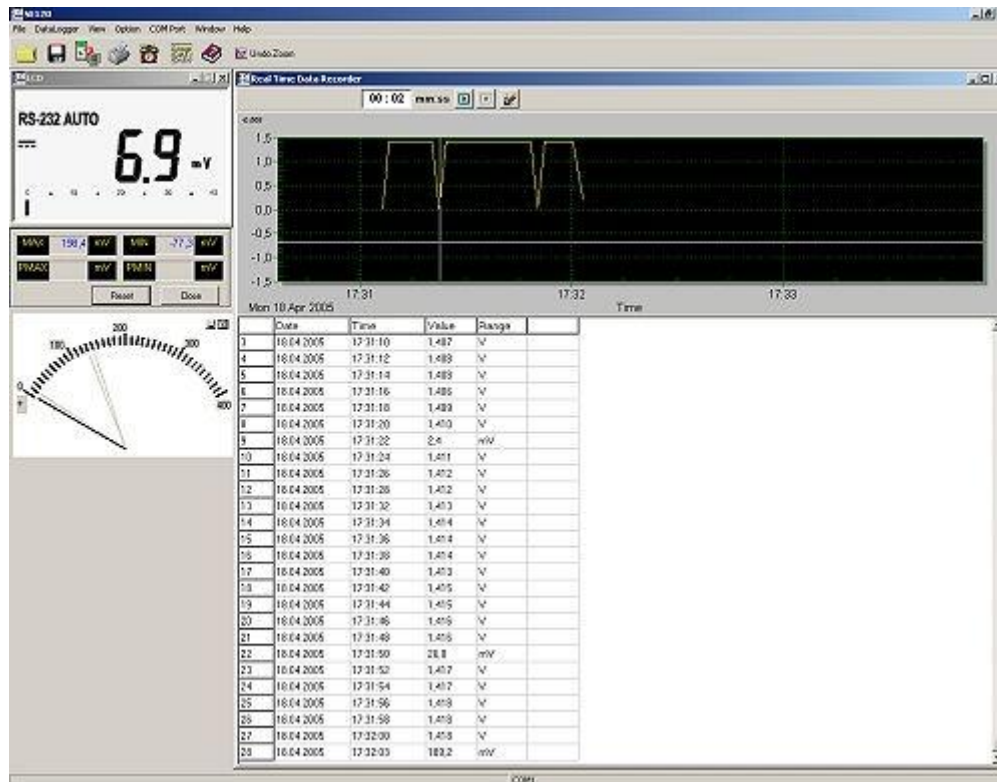 File DataLogger View Option COM Port Window Help
Undo Zoom
LCD
Real Time Data Recorder
00:02 mm:ss
RS-232 AUTO
6.9 mV
0 10 20 30 40
1,5
1,0
0,5
0,0
-0,5
-1,0
-1,5
17:31 17:32 17:33
Mon 18 Apr 2005 Time
MAX 198,4 mV MIN -77,3 mV
PMAX mV PMIN mV
Reset Close
0 100 200 300 400
Date Time Value Range
3 18.04.2005 17:31:10 1,407 V
4 18.04.2005 17:31:12 1,408 V
5 18.04.2005 17:31:14 1,408 V
6 18.04.2005 17:31:16 1,406 V
7 18.04.2005 17:31:18 1,409 V
8 18.04.2005 17:31:20 1,410 V
9 18.04.2005 17:31:22 2,4 mV
10 18.04.2005 17:31:24 1,411 V
11 18.04.2005 17:31:26 1,412 V
12 18.04.2005 17:31:28 1,412 V
13 18.04.2005 17:31:32 1,413 V
14 18.04.2005 17:31:34 1,414 V
15 18.04.2005 17:31:36 1,414 V
16 18.04.2005 17:31:38 1,414 V
17 18.04.2005 17:31:40 1,413 V
18 18.04.2005 17:31:42 1,415 V
19 18.04.2005 17:31:44 1,415 V
20 18.04.2005 17:31:46 1,416 V
21 18.04.2005 17:31:48 1,416 V
22 18.04.2005 17:31:50 mV
23 18.04.2005 17:31:52 1,417 V
24 18.04.2005 17:31:54 1,417 V
25 18.04.2005 17:31:56 1,418 V
26 18.04.2005 17:31:58 1,418 V
27 18.04.2005 17:32:00 1,418 V
28 18.04.2005 17:32:03 mV
COM1